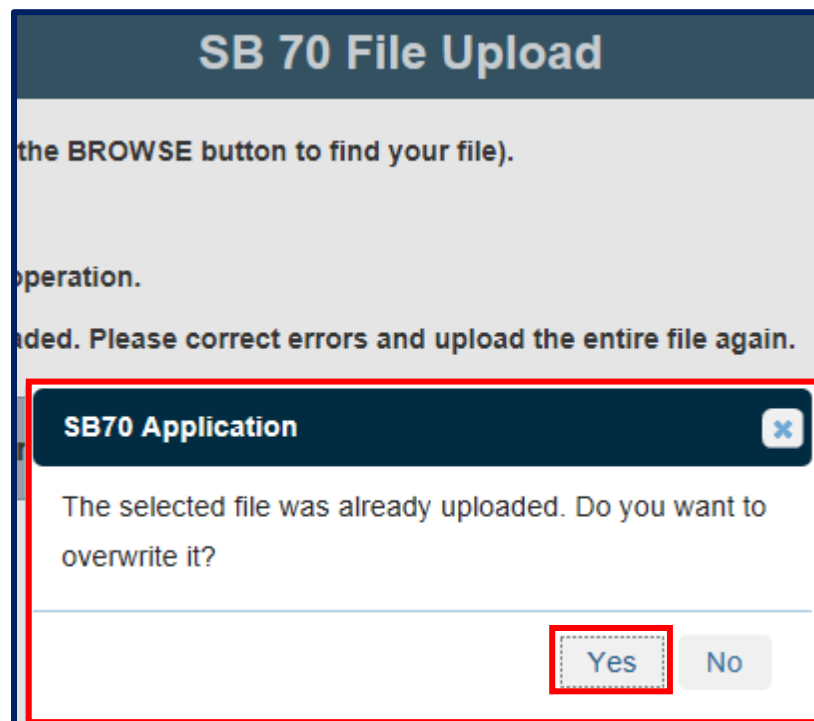 SB 70 File Upload
the BROWSE button to find your file).
operation.
aded. Please correct errors and upload the entire file again.
SB70 Application
The selected file was already uploaded. Do you want to
overwrite it?
Yes No